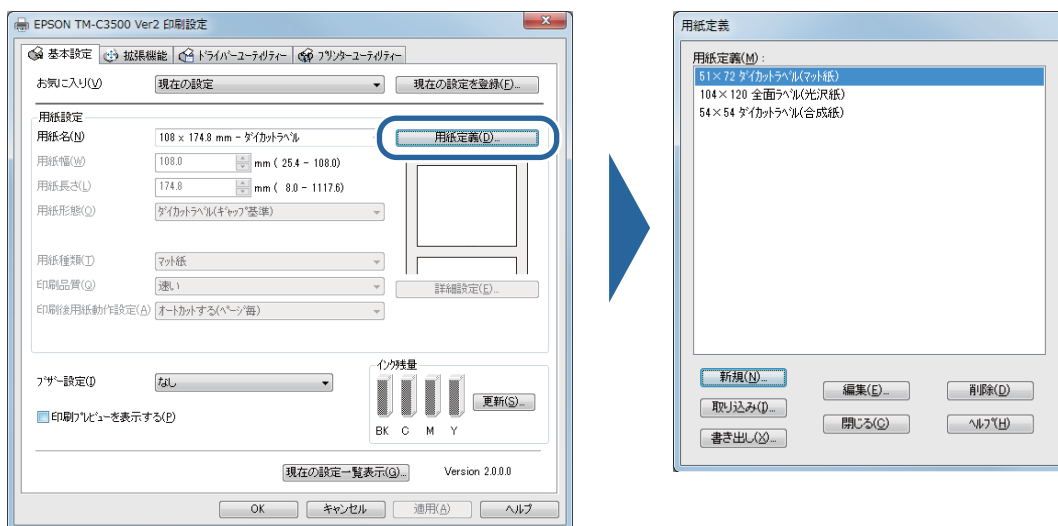 EPSON TM-C3500 Ver2 印刷設定
基本設定 拡張機能 ドライバーユーティリティー プリンターユーティリティー
お気に入り(V) 現在の設定 現在の設定を登録(F)...
用紙設定
用紙名(N) 108 x 174.8 mm - ダイカットラベル 用紙定義(D)...
用紙幅(W) 108.0 mm ( 25.4 - 108.0)
用紙長さ(L) 174.8 mm ( 8.0 - 1117.6)
用紙形態(O) ダイカットラベル(ギャップ基準)
用紙種類(T) マット紙
印刷品質(Q) 速い 詳細設定(E)...
印刷後用紙動作設定(A) オートカットする(ページ毎)
インク残量
ブザー設定(I) なし
更新(S)...
印刷プレビューを表示する(P)
BK C M Y
現在の設定一覧表示(G)... Version 2.0.0.0
OK キャンセル 適用(A) ヘルプ
用紙定義
用紙定義(M) :
51×72 ダイカットラベル(マット紙)
104×120 全面ラベル(光沢紙)
54×54 ダイカットラベル(合成紙)
新規(N)... 編集(E)... 削除(D)
取り込み(I)...
閉じる(C) ヘルプ(H)
書き出し(X)...